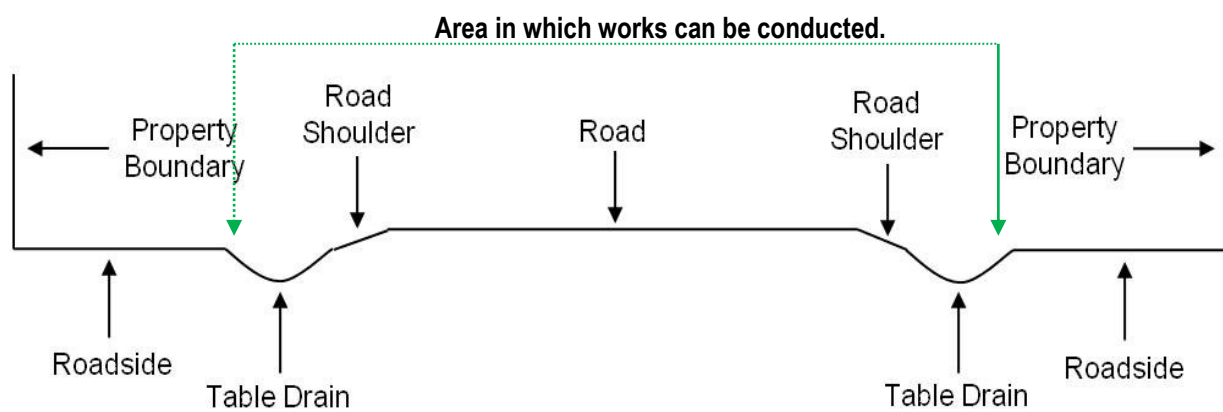 Area in which works can be conducted.
Property
Boundary
Road
Shoulder
Road
Road
Shoulder
Property
Boundary
Roadside
Table Drain
Table Drain
Roadside